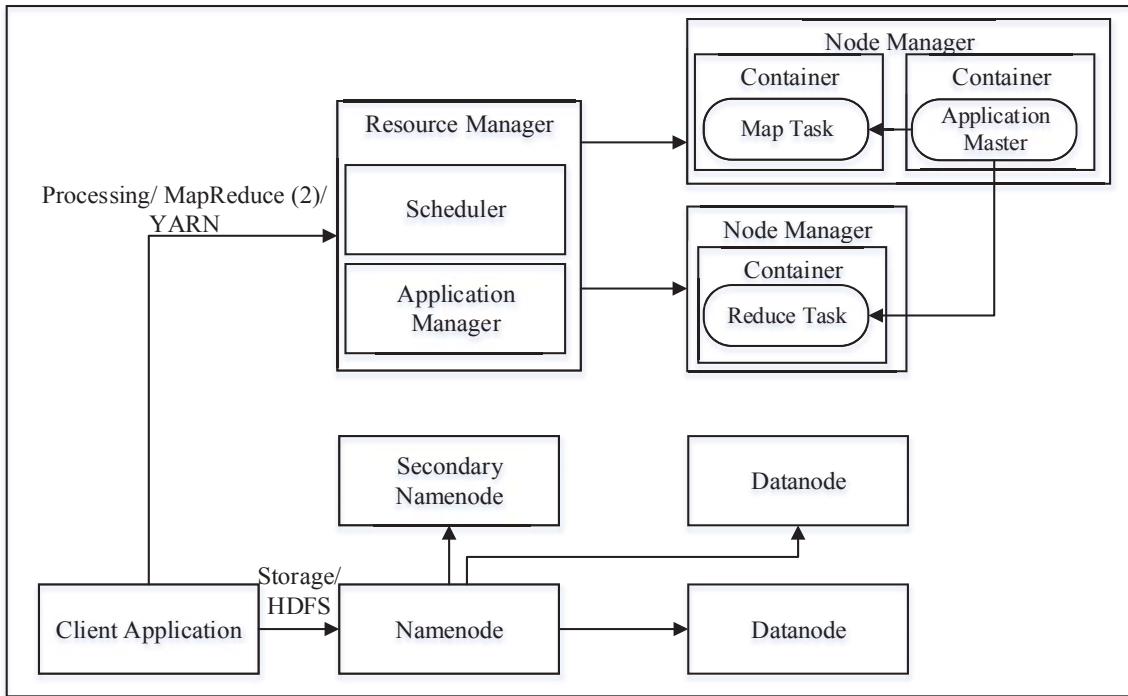 Node Manager
Container
Container
Map Task
Application
Master
Resource Manager
Scheduler
Application
Manager
Processing/ MapReduce (2)/
YARN
Node Manager
Container
Reduce Task
Secondary
Namenode
Datanode
Storage/
HDFS
Client Application
Namenode
Datanode